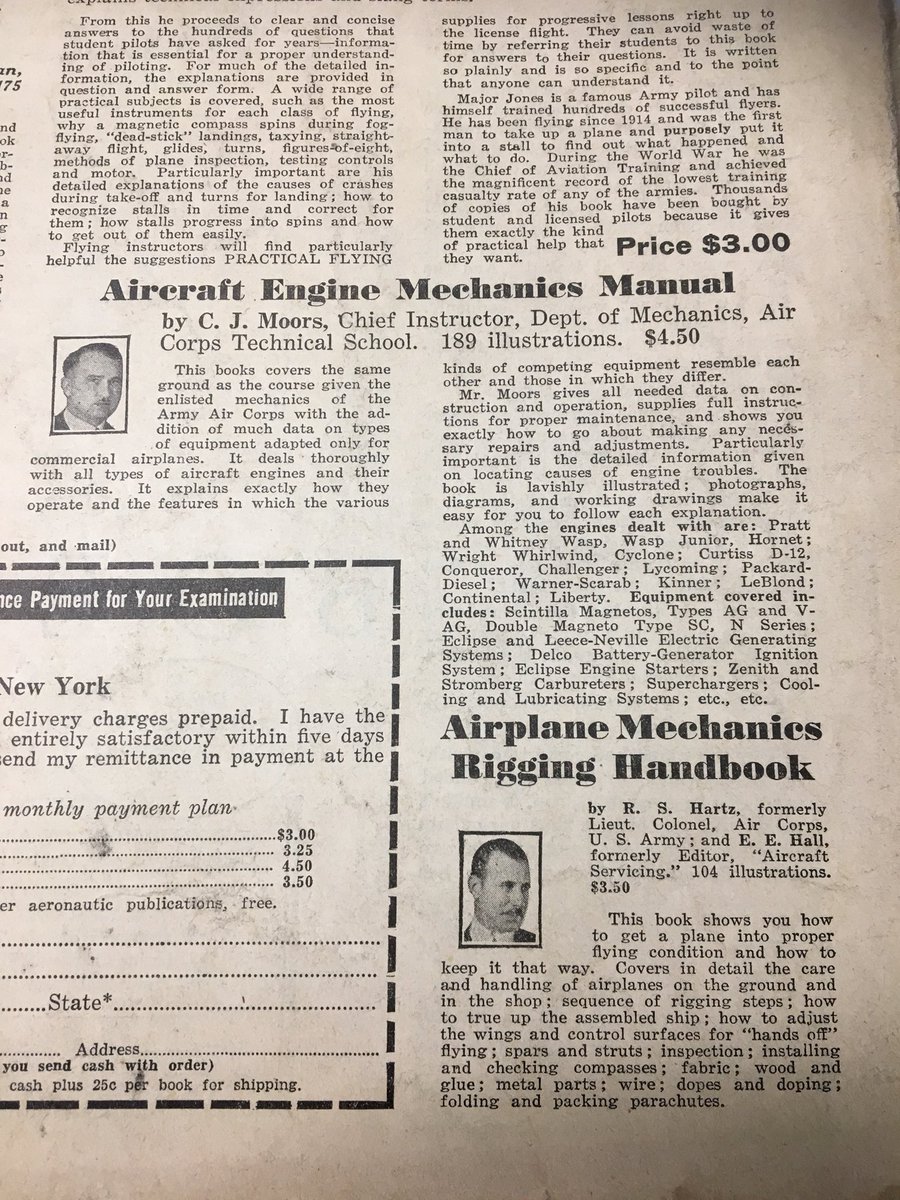 From this he proceeds to clear and concise
answers to the hundreds of questions that
student pilots have asked for years—informa-
tion that is essential for a proper understand-
ing of piloting. For much of the detailed in-
formation, the explanations are provided in
question and answer form. A wide range of
practical subjects is covered, such as the most
useful instruments for each class of flying,
why a magnetic compass spins during fog-
flying, "dead-stick" landings, taxying, straight-
away flight, glides, turns, figures-of-eight,
methods of plane inspection, testing controls
and motor. Particularly important are his
detailed explanations of the causes of crashes
during take-off and turns for landing; how to
recognize stalls in time and correct for
them; how stalls progress into spins and how
to get out of them easily.
Flying instructors will find particularly
helpful the suggestions PRACTICAL FLYING
supplies for progressive lessons right up to
the license flight. They can avoid waste of
time by referring their students to this book
for answers to their questions. It is written
so plainly and is so specific and to the point
that anyone can understand it.
Major Jones is a famous Army pilot and has
himself trained hundreds of successful flyers.
He has been flying since 1914 and was the first
man to take up a plane and purposely put it
into a stall to find out what happened and
what to do. During the World War he was
the Chief of Aviation Training and achieved
the magnificent record of the lowest training
casualty rate of any of the armies. Thousands
of copies of his book have been bought by
student and licensed pilots because it gives
them exactly the kind
of practical help that
they want.
Price $3.00
Aircraft Engine Mechanics Manual
by C. J. Moors, Chief Instructor, Dept. of Mechanics, Air
Corps Technical School. 189 illustrations. $4.50
This books covers the same
ground as the course given the
enlisted mechanics of the
Army Air Corps with the ad-
dition of much data on types
of equipment adapted only for
commercial airplanes. It deals thoroughly
with all types of aircraft engines and their
accessories. It explains exactly how they
operate and the features in which the various
kinds of competing equipment resemble each
other and those in which they differ.
Mr. Moors gives all needed data on con-
struction and operation, supplies full instruc-
tions for proper maintenance, and shows you
exactly how to go about making any neces-
sary repairs and adjustments. Particularly
important is the detailed information given
on locating causes of engine troubles. The
book is lavishly illustrated; photographs,
diagrams, and working drawings make it
easy for you to follow each explanation.
Among the engines dealt with are: Pratt
and Whitney Wasp, Wasp Junior, Hornet;
Wright Whirlwind, Cyclone; Curtiss D-12,
Conqueror, Challenger; Lycoming; Packard-
Diesel; Warner-Scarab; Kinner; LeBlond;
Continental; Liberty. Equipment covered in-
cludes: Scintilla Magnetos, Types AG and V-
AG, Double Magneto Type SC, N Series;
Eclipse and Leece-Neville Electric Generating
Systems; Delco Battery-Generator Ignition
System; Eclipse Engine Starters; Zenith and
Stromberg Carbureters; Superchargers; Cool-
ing and Lubricating Systems; etc., etc.
out, and mail)
Payment for Your Examination
New York
delivery charges prepaid. I have the
entirely satisfactory within five days
send my remittance in payment at the
monthly payment plan
$3.00
3.25
4.50
3.50
er aeronautic publications, free.
State*
Address
you send cash with order)
cash plus 25c per book for shipping.
Airplane Mechanics
Rigging Handbook
by R. S. Hartz, formerly
Lieut. Colonel, Air Corps,
U. S. Army; and E. E. Hall,
formerly Editor, "Aircraft
Servicing." 104 illustrations.
$3.50
This book shows you how
to get a plane into proper
flying condition and how to
keep it that way. Covers in detail the care
and handling of airplanes on the ground and
in the shop; sequence of rigging steps; how
to true up the assembled ship; how to adjust
the wings and control surfaces for "hands off"
flying; spars and struts; inspection; installing
and checking compasses; fabric; wood and
glue; metal parts; wire; dopes and doping;
folding and packing parachutes.